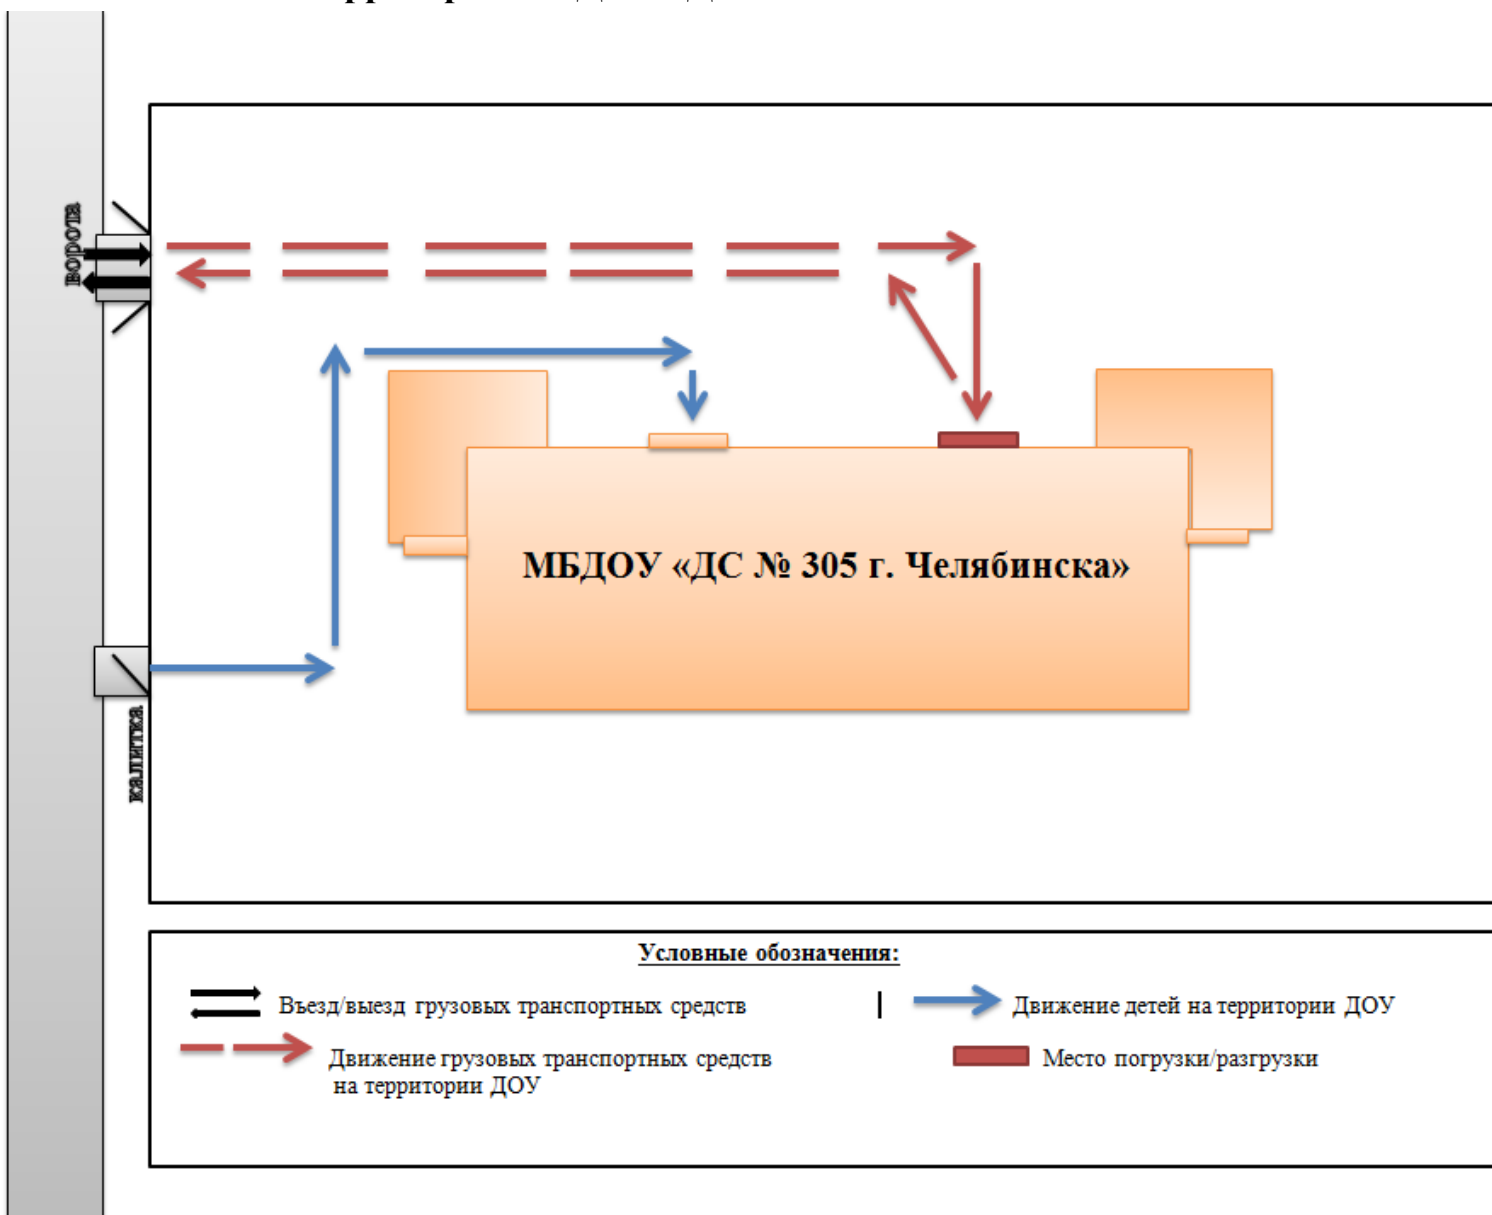 ворота
МБДОУ «ДС № 305 г. Челябинска»
калитка
Условные обозначения:
Въезд/выезд грузовых транспортных средств
Движение детей на территории ДОУ
Движение грузовых транспортных средств
на территории ДОУ
Место погрузки/разгрузки